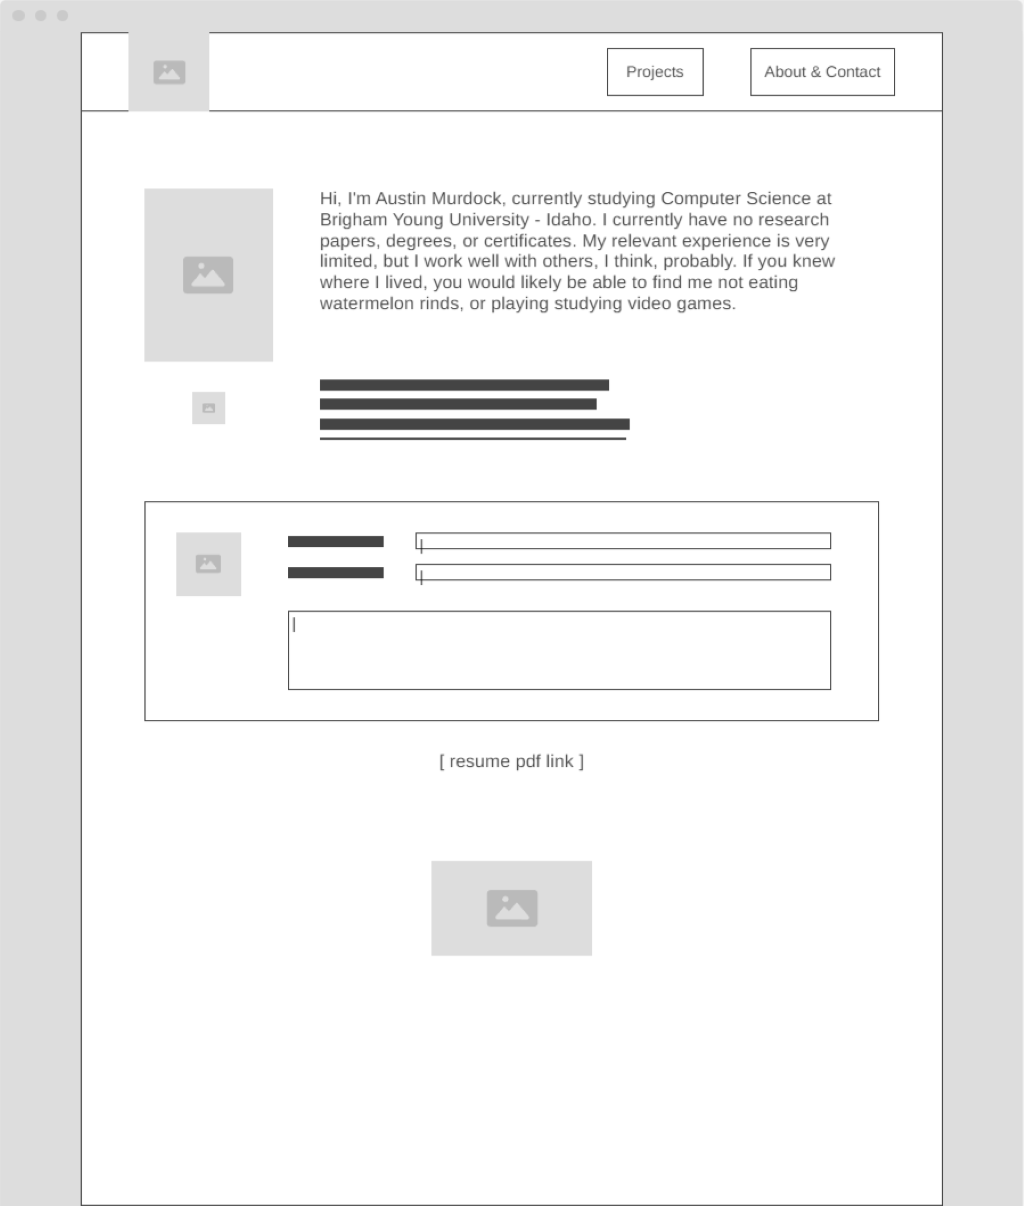 Projects
About & Contact
Hi, I'm Austin Murdock, currently studying Computer Science at
Brigham Young University - Idaho. I currently have no research
papers, degrees, or certificates. My relevant experience is very
limited, but I work well with others, I think, probably. If you knew
where I lived, you would likely be able to find me not eating
watermelon rinds, or playing studying video games.
[ resume pdf link ]